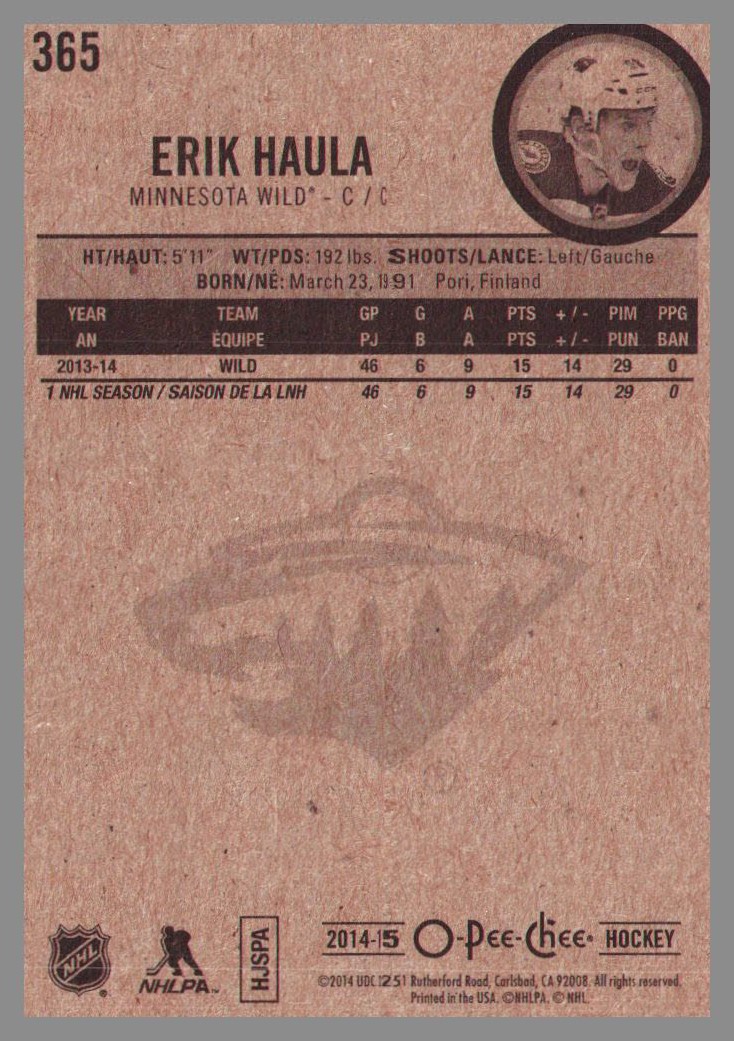 365
ERIK HAULA
MINNESOTA WILD® - C / C
HT/HAUT: 5'11" WT/PDS: 192 lbs. SHOOTS/LANCE: Left/Gauche
BORN/NÉ: March 23, 1991 Pori, Finland
YEAR TEAM GP G A PTS + / - PIM PPG
AN ÉQUIPE PJ B A PTS + / - PUN BAN
2013-14 WILD 46 6 9 15 14 29 0
1 NHL SEASON / SAISON DE LA LNH 46 6 9 15 14 29 0
®
NHL ®
NHLPA™
HJSPA
2014-15 O-Pee-Chee® HOCKEY
©2014 UDC 1251 Rutherford Road, Carlsbad, CA 92008. All rights reserved.
Printed in the USA. ©NHLPA. © NHL